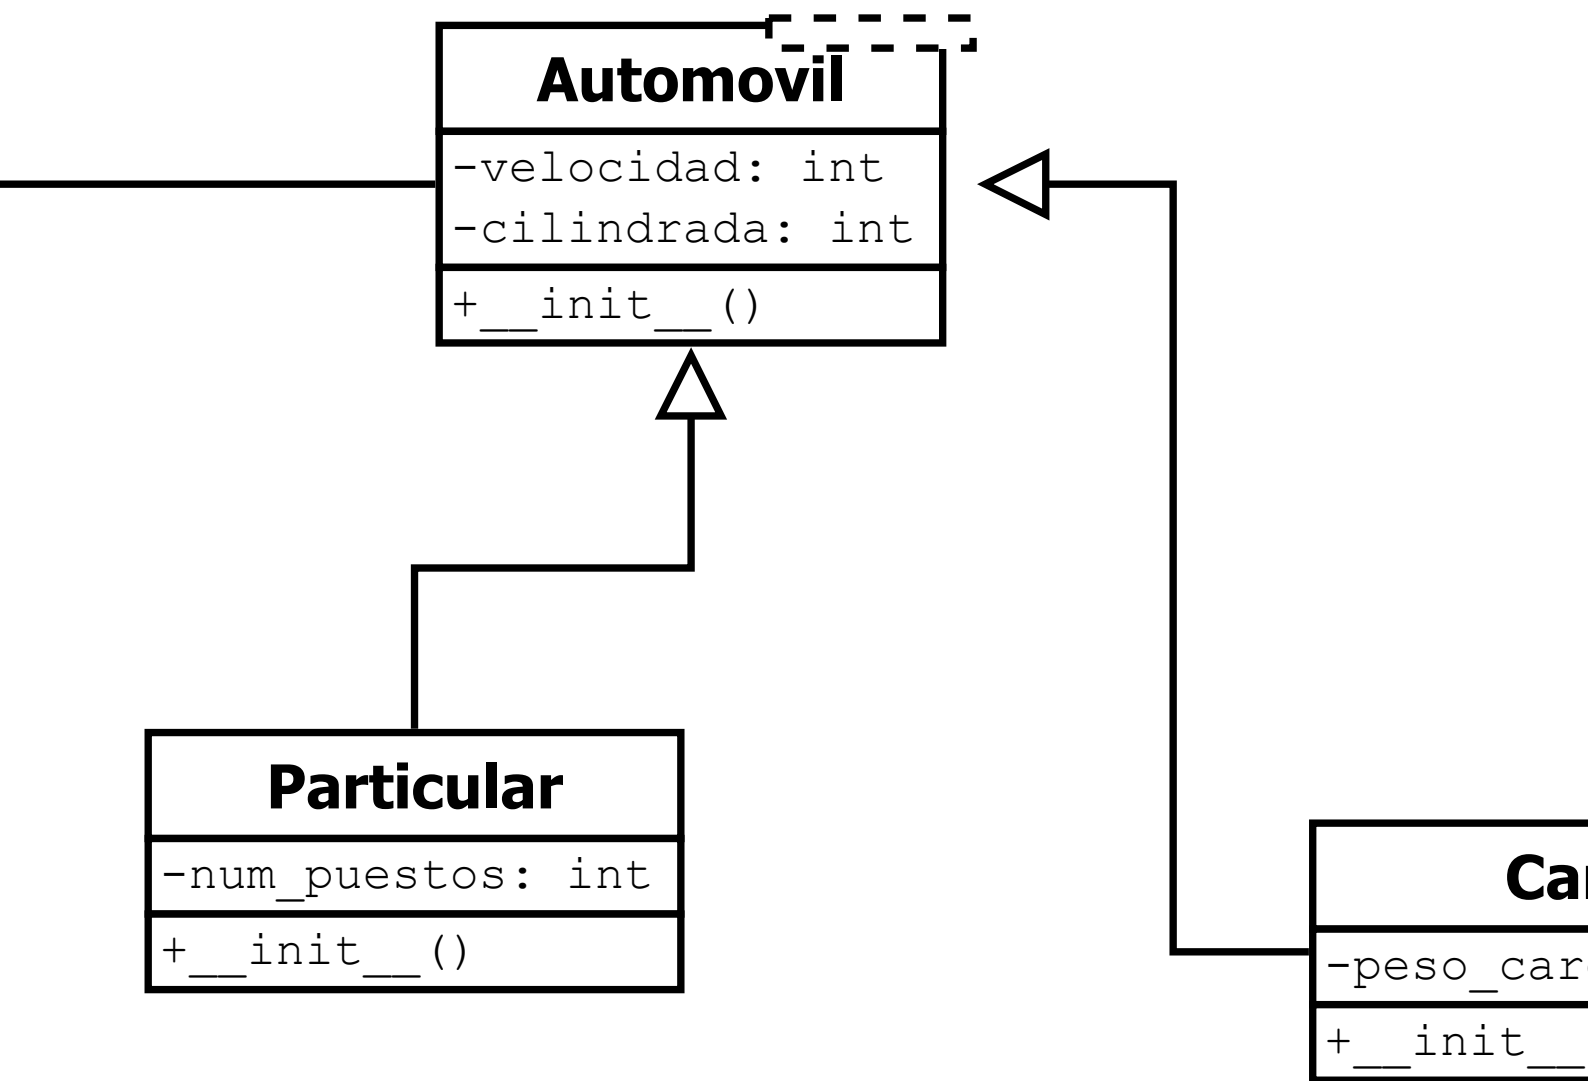 Automovil
-velocidad: int
-cilindrada: int
+__init__()
Particular
-num_puestos: int
+__init__()
+__init__